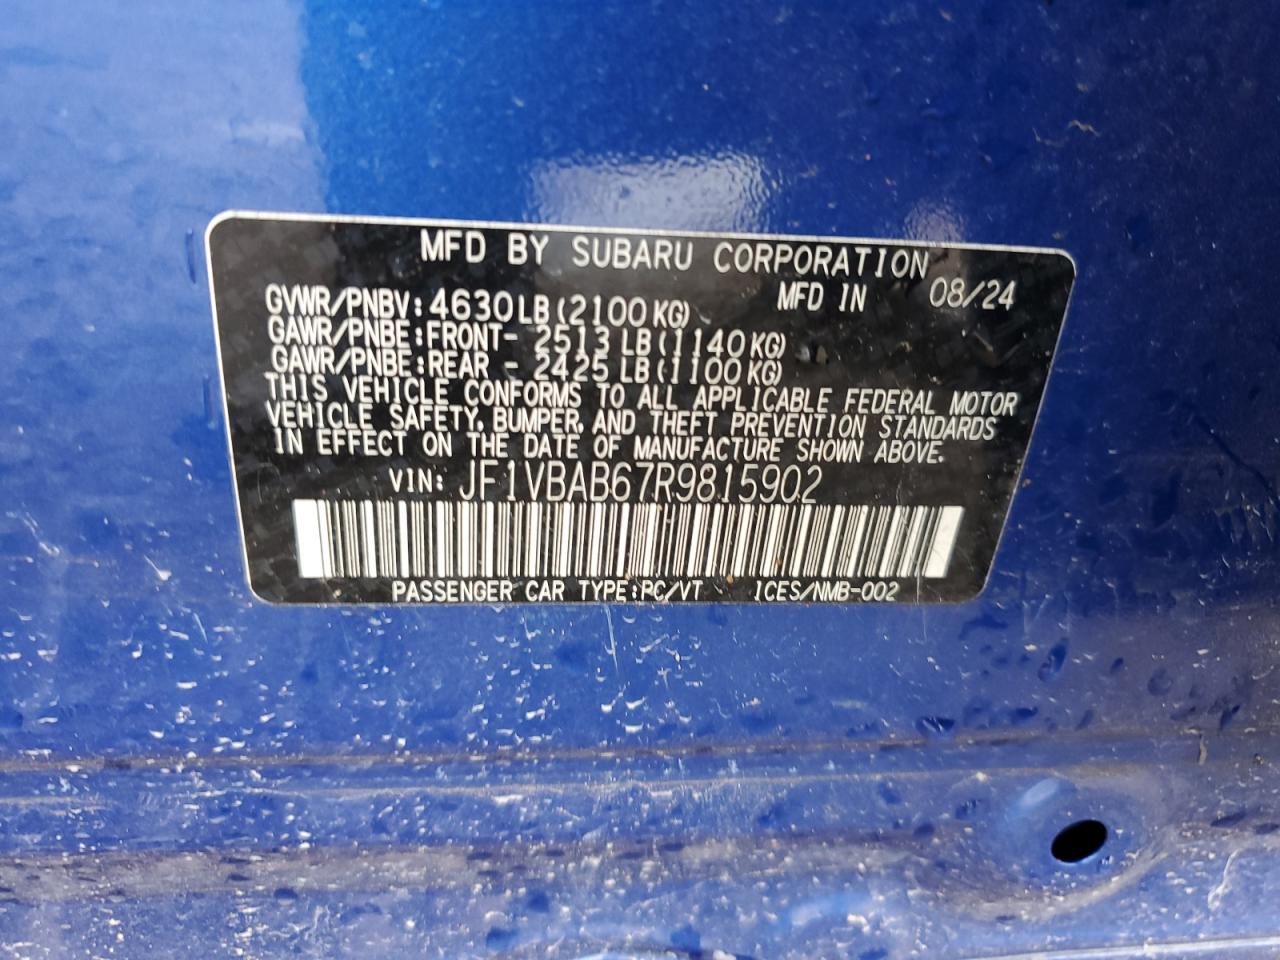 MFD BY SUBARU CORPORATION
GVWR/PNBV: 4630LB(2100KG) MFD IN 08/24
GAWR/PNBE:FRONT- 2513 LB(1140KG)
GAWR/PNBE:REAR - 2425 LB(1100KG)
THIS VEHICLE CONFORMS TO ALL APPLICABLE FEDERAL MOTOR
VEHICLE SAFETY, BUMPER, AND THEFT PREVENTION STANDARDS
IN EFFECT ON THE DATE OF MANUFACTURE SHOWN ABOVE.
VIN: JF1VBAB67R9815902
PASSENGER CAR TYPE:PC/VT ICES/NMB-002